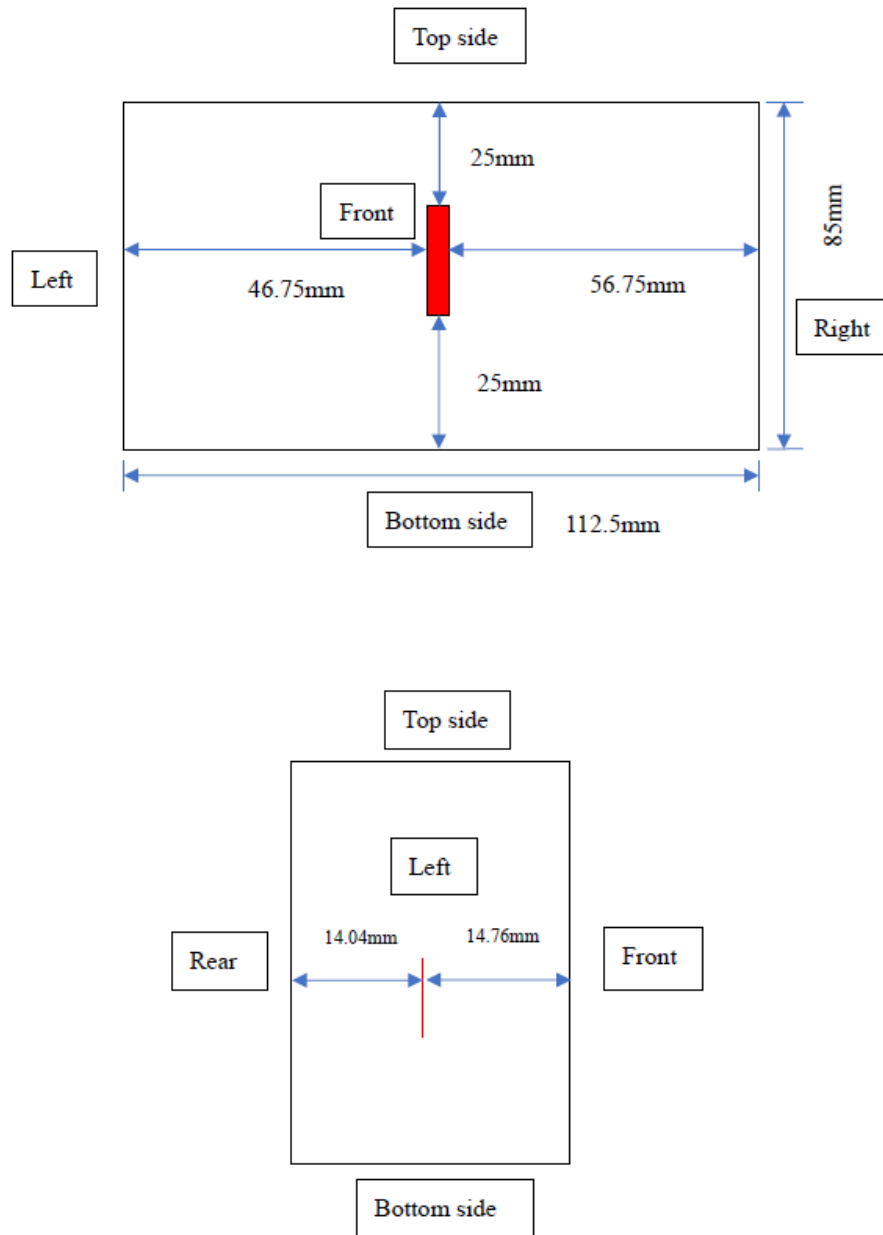 Top side
25mm
Front
85mm
Left
46.75mm
56.75mm
Right
25mm
Bottom side
112.5mm
Top side
Left
14.04mm
14.76mm
Rear
Front
Bottom side